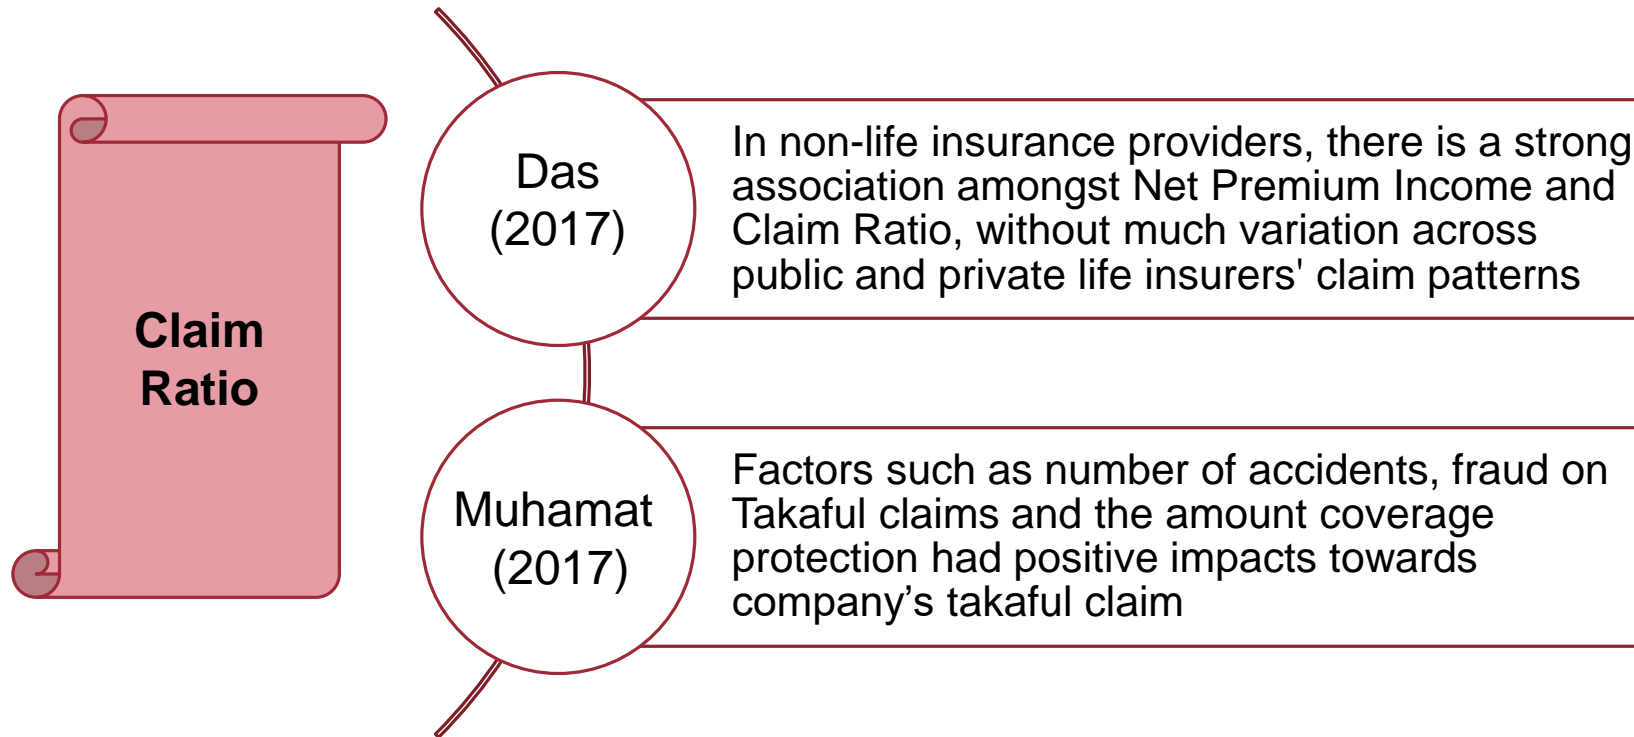 Claim
Ratio
Das
(2017)
In non-life insurance providers, there is a strong
association amongst Net Premium Income and
Claim Ratio, without much variation across
public and private life insurers' claim patterns
Muhamat
(2017)
Factors such as number of accidents, fraud on
Takaful claims and the amount coverage
protection had positive impacts towards
company’s takaful claim